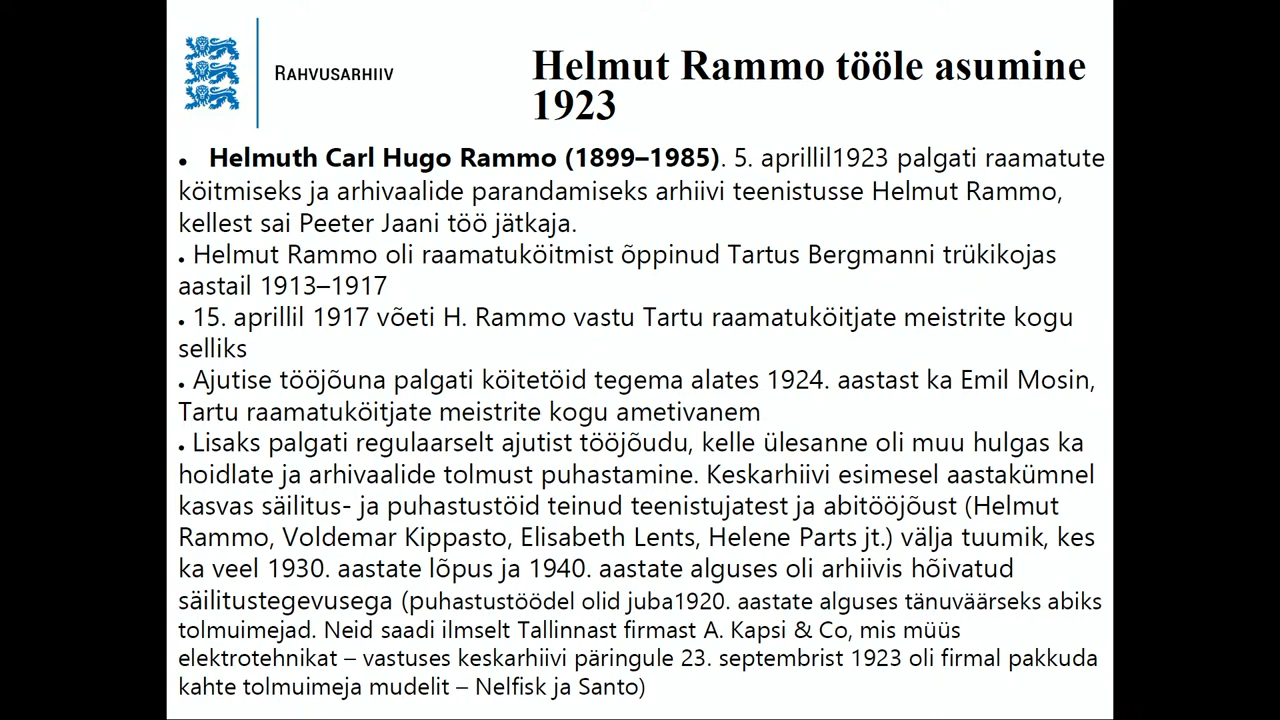 RAHVUSARHIIV
Helmut Rammo tööle asumine
1923
• Helmuth Carl Hugo Rammo (1899–1985). 5. aprillil1923 palgati raamatute
köitmiseks ja arhivaalide parandamiseks arhiivi teenistusse Helmut Rammo,
kellest sai Peeter Jaani töö jätkaja.
• Helmut Rammo oli raamatuköitmist õppinud Tartus Bergmanni trükikojas
aastail 1913–1917
• 15. aprillil 1917 võeti H. Rammo vastu Tartu raamatuköitjate meistrite kogu
selliks
• Ajutise tööjõuna palgati köitetöid tegema alates 1924. aastast ka Emil Mosin,
Tartu raamatuköitjate meistrite kogu ametivanem
• Lisaks palgati regulaarselt ajutist tööjõudu, kelle ülesanne oli muu hulgas ka
hoidlate ja arhivaalide tolmust puhastamine. Keskarhiivi esimesel aastakümnel
kasvas säilitus- ja puhastustöid teinud teenistujatest ja abitööjõust (Helmut
Rammo, Voldemar Kippasto, Elisabeth Lents, Helene Parts jt.) välja tuumik, kes
ka veel 1930. aastate lõpus ja 1940. aastate alguses oli arhiivis hõivatud
säilitustegevusega (puhastustöödel olid juba1920. aastate alguses tänuväärseks abiks
tolmuimejad. Neid saadi ilmselt Tallinnast firmast A. Kapsi & Co, mis müüs
elektrotehnikat – vastuses keskarhiivi päringule 23. septembrist 1923 oli firmal pakkuda
kahte tolmuimeja mudelit – Nelfisk ja Santo)